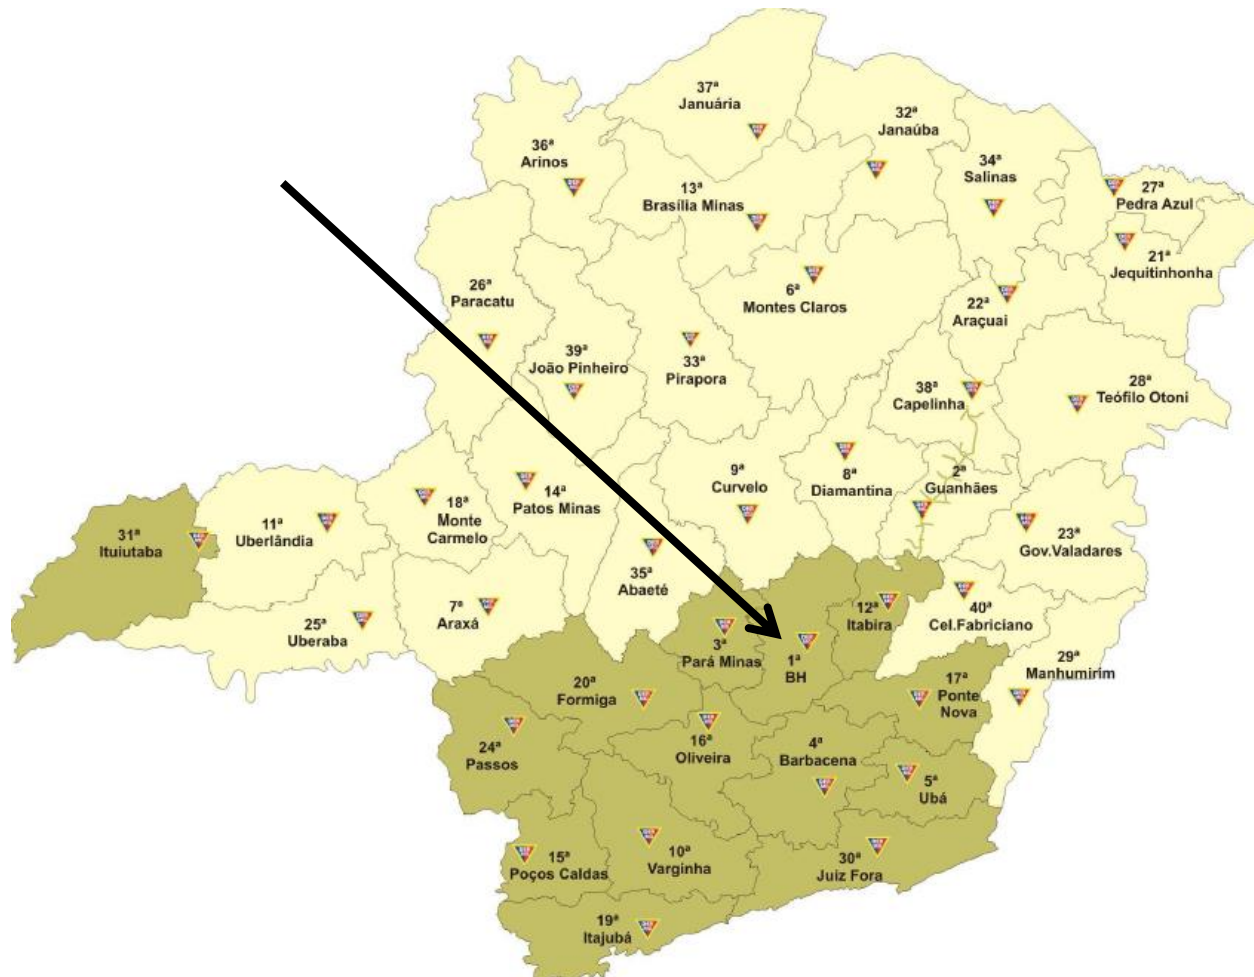 37ª
Januária
32ª
Janaúba
36ª
Arinos
34ª
Salinas
13ª
Brasília Minas
27ª
Pedra Azul
21ª
Jequitinhonha
26ª
Paracatu
6ª
Montes Claros
22ª
Araçuai
39ª
João Pinheiro
33ª
Pirapora
38ª
Capelinha
28ª
Teófilo Otoni
9ª
Curvelo
8ª
Diamantina
2ª
Guanhães
31ª
Ituiutaba
11ª
Uberlândia
18ª
Monte
Carmelo
14ª
Patos Minas
23ª
Gov.Valadares
35ª
Abaeté
25ª
Uberaba
7ª
Araxá
12ª
Itabira
40ª
Cel.Fabriciano
3ª
Pará Minas
1ª
BH
29ª
Manhumirim
20ª
Formiga
17ª
Ponte
Nova
24ª
Passos
16ª
Oliveira
4ª
Barbacena
5ª
Ubá
15ª
Poços Caldas
10ª
Varginha
30ª
Juiz Fora
19ª
Itajubá